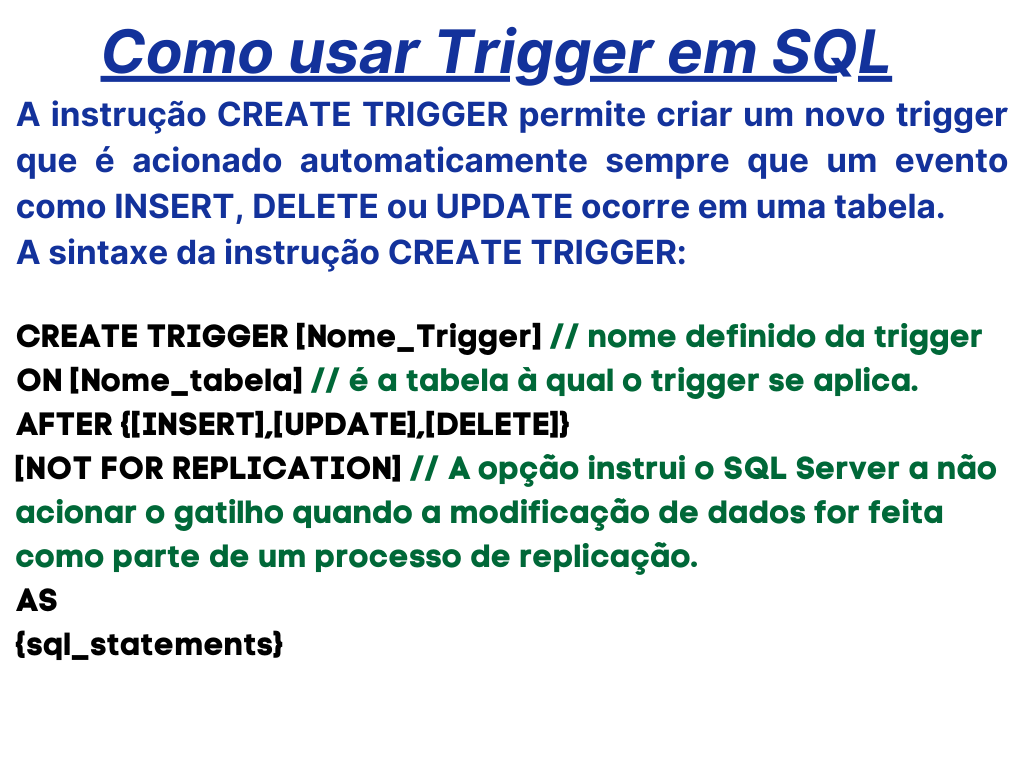 Como usar Trigger em SQL
A instrução CREATE TRIGGER permite criar um novo trigger
que é acionado automaticamente sempre que um evento
como INSERT, DELETE ou UPDATE ocorre em uma tabela.
A sintaxe da instrução CREATE TRIGGER:
CREATE TRIGGER [Nome_Trigger] // nome definido da trigger
ON [Nome_tabela] // é a tabela à qual o trigger se aplica.
AFTER {[INSERT],[UPDATE],[DELETE]}
[NOT FOR REPLICATION] // A opção instrui o SQL Server a não
acionar o gatilho quando a modificação de dados for feita
como parte de um processo de replicação.
AS
{sql_statements}